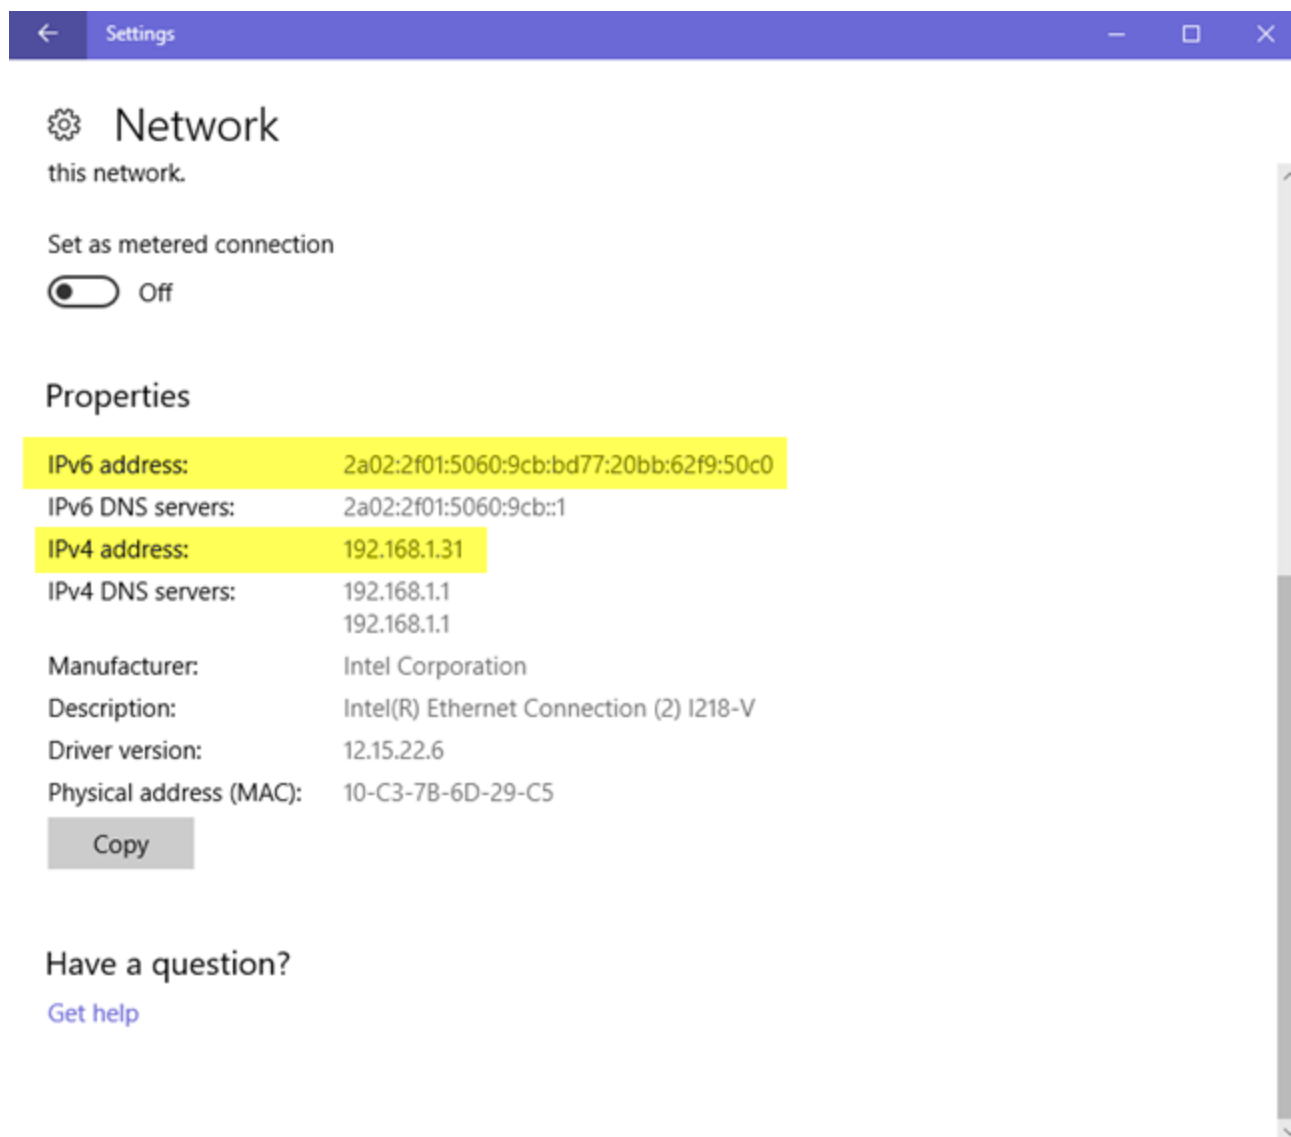 Settings
Network
this network.
Set as metered connection
Off
Properties
IPv6 address: 2a02:2f01:5060:9cb:bd77:20bb:62f9:50c0
IPv6 DNS servers: 2a02:2f01:5060:9cb::1
IPv4 address: 192.168.1.31
IPv4 DNS servers: 192.168.1.1
192.168.1.1
Manufacturer: Intel Corporation
Description: Intel(R) Ethernet Connection (2) I218-V
Driver version: 12.15.22.6
Physical address (MAC): 10-C3-7B-6D-29-C5
Copy
Have a question?
Get help